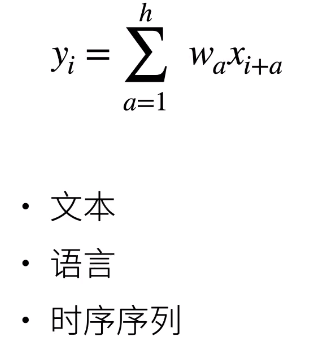 y_i = \sum_{a=1}^{h} w_a x_{i+a}
• 文本
• 语言
• 时序序列